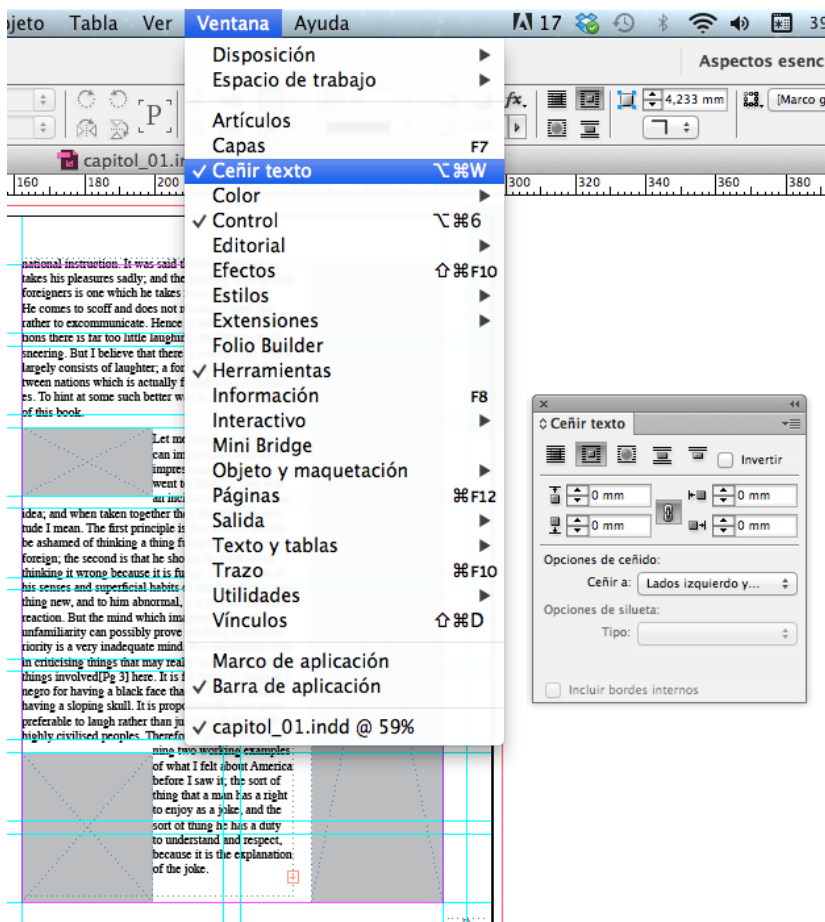 ojeto Tabla Ver Ventana Ayuda 17 39
Aspectos esenc
fx. 4,233 mm [Marco g
P
capitol_01.in
160 180 200 300 320 340 360 380
Disposición
Espacio de trabajo
Artículos
Capas F7
✓ Ceñir texto ⌥⌘W
Color
✓ Control ⌥⌘6
Editorial
Efectos ⇧⌘F10
Estilos
Extensiones
Folio Builder
✓ Herramientas
Información F8
Interactivo
Mini Bridge
Objeto y maquetación
Páginas ⌘F12
Salida
Texto y tablas
Trazo ⌘F10
Utilidades
Vínculos ⇧⌘D
Marco de aplicación
✓ Barra de aplicación
✓ capitol_01.indd @ 59%
national instruction. It was said t
takes his pleasures sadly; and the
foreigners is one which he takes
He comes to scoff and does not r
rather to excommunicate. Hence
tions there is far too little laughin
sneering. But I believe that there
largely consists of laughter; a for
tween nations which is actually f
es. To hint at some such better w
of this book.
Let me
can im
impres
went t
an inci
idea; and when taken together the
tude I mean. The first principle is
be ashamed of thinking a thing fu
foreign; the second is that he sho
thinking it wrong because it is fu
his senses and superficial habits
thing new, and to him abnormal,
reaction. But the mind which ima
unfamiliarity can possibly prove
riority is a very inadequate mind.
in criticising things that may real
things involved[Pg 3] here. It is f
negro for having a black face tha
having a sloping skull. It is propo
preferable to laugh rather than ju
highly civilised peoples. Therefo
ning two working examples
of what I felt about America
before I saw it; the sort of
thing that a man has a right
to enjoy as a joke, and the
sort of thing he has a duty
to understand and respect,
because it is the explanation
of the joke.
Ceñir texto
Invertir
0 mm 0 mm
0 mm 0 mm
Opciones de ceñido:
Ceñir a: Lados izquierdo y...
Opciones de silueta:
Tipo:
Incluir bordes internos